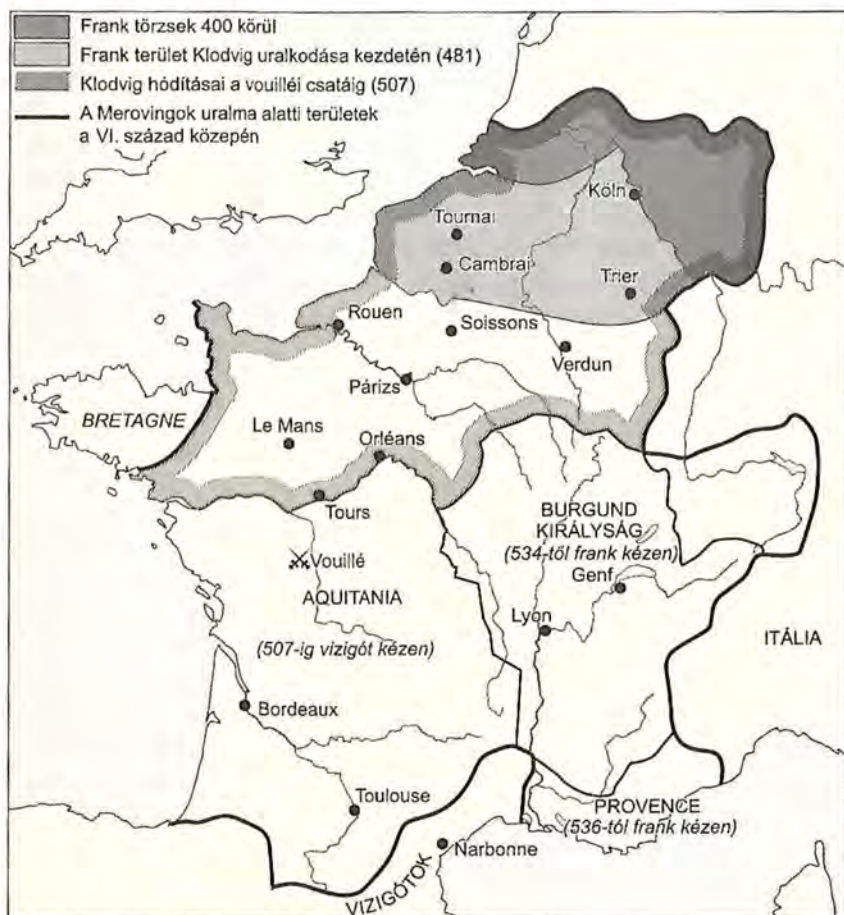 Frank törzsek 400 körül
Frank terület Klodvig uralkodása kezdetén (481)
Klodvig hódításai a vouilléi csatáig (507)
A Merovingok uralma alatti területek
a VI. század közepén
Köln
Tournai
Cambrai
Trier
Rouen
Soissons
Verdun
Párizs
BRETAGNE
Le Mans
Orléans
Tours
BURGUND
KIRÁLYSÁG
(534-től frank kézen)
Vouillé
Genf
AQUITANIA
Lyon
ITÁLIA
(507-ig vizigót kézen)
Bordeaux
Toulouse
PROVENCE
(536-tól frank kézen)
Narbonne
VIZIGÓTOK